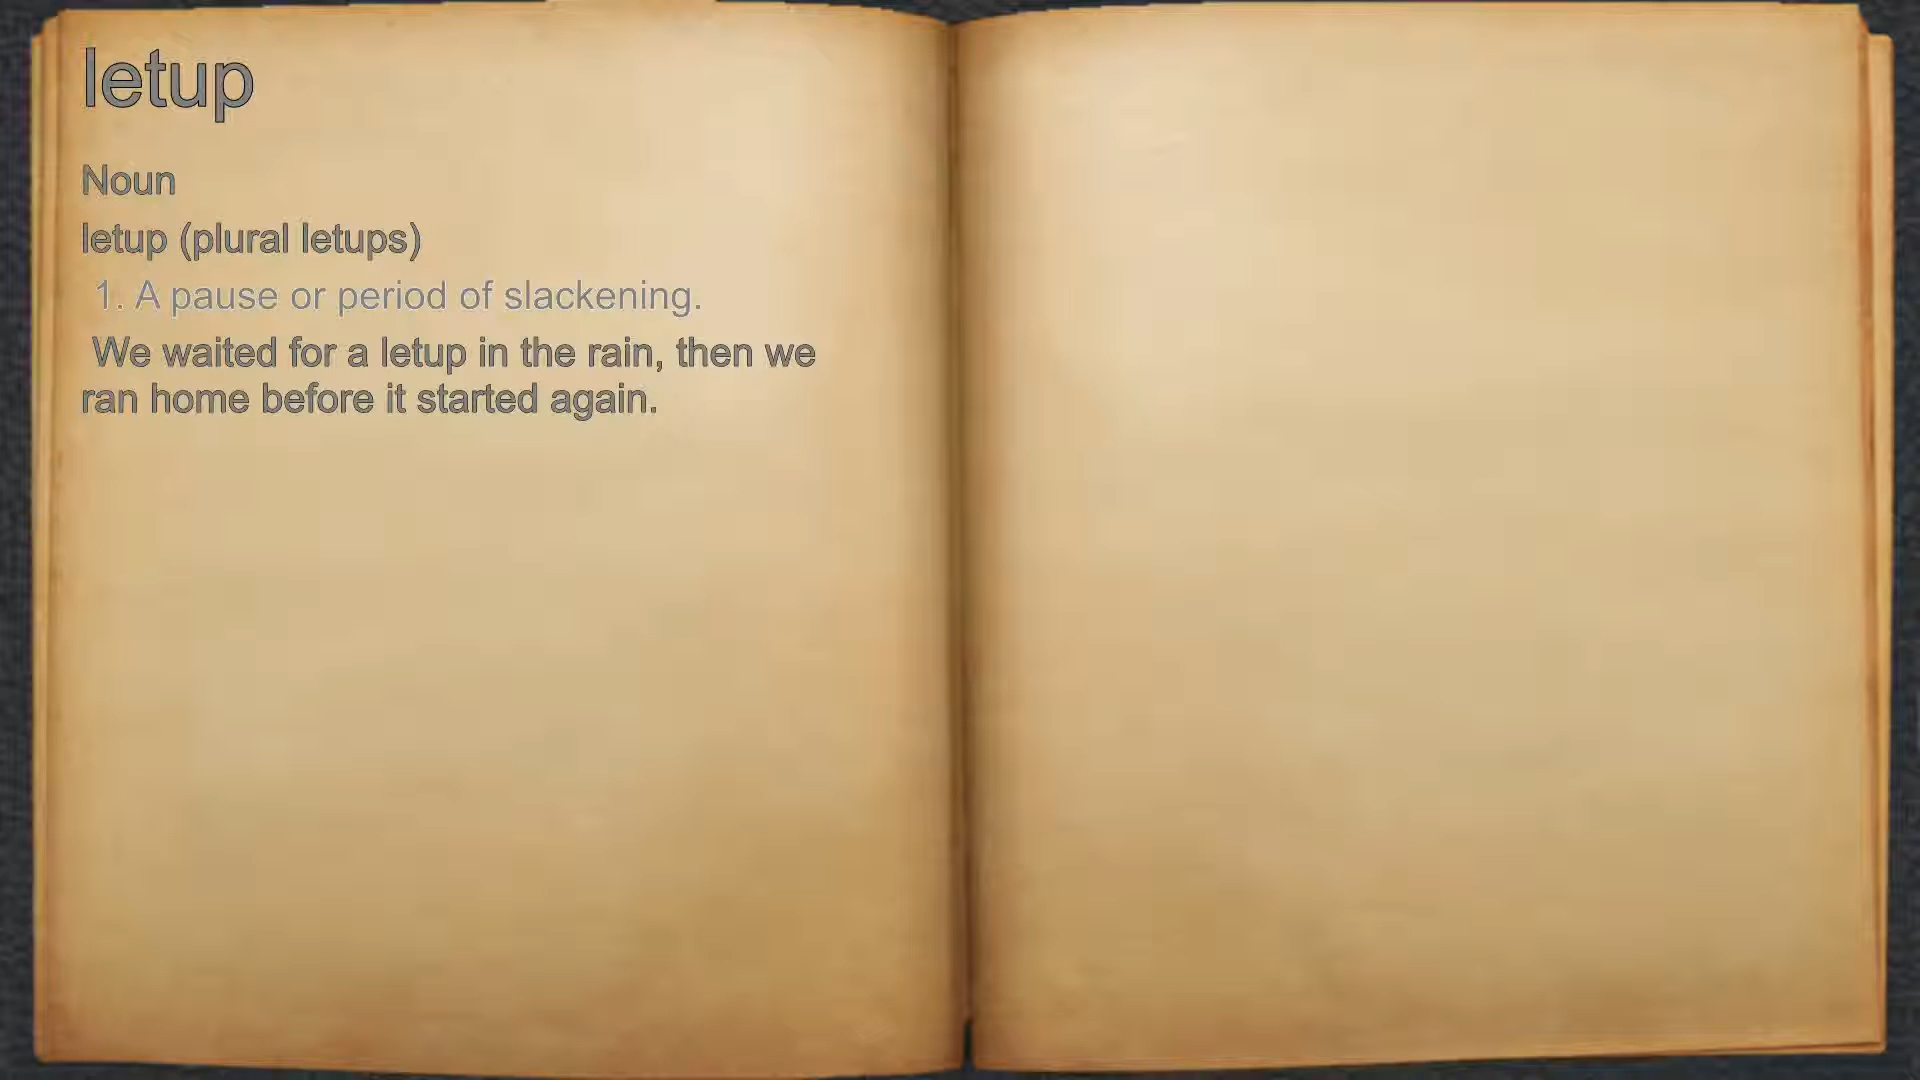 letup
Noun
letup (plural letups)
1. A pause or period of slackening.
We waited for a letup in the rain, then we
ran home before it started again.